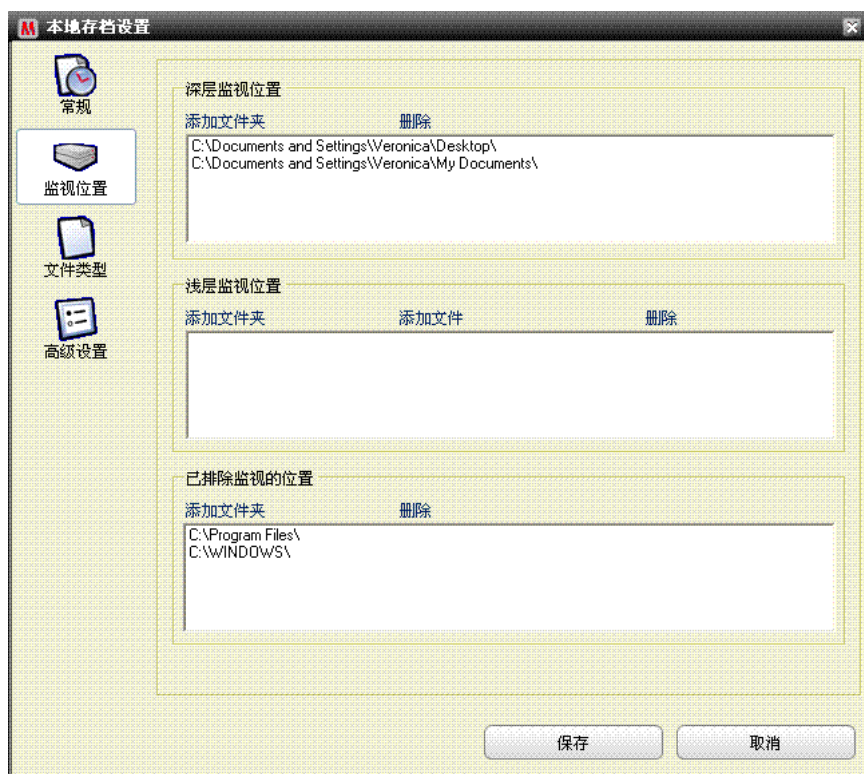 本地存档设置
常规
监视位置
文件类型
高级设置
深层监视位置
添加文件夹 删除
C:\Documents and Settings\Veronica\Desktop\
C:\Documents and Settings\Veronica\My Documents\
浅层监视位置
添加文件夹 添加文件 删除
已排除监视的位置
添加文件夹 删除
C:\Program Files\
C:\WINDOWS\
保存 取消